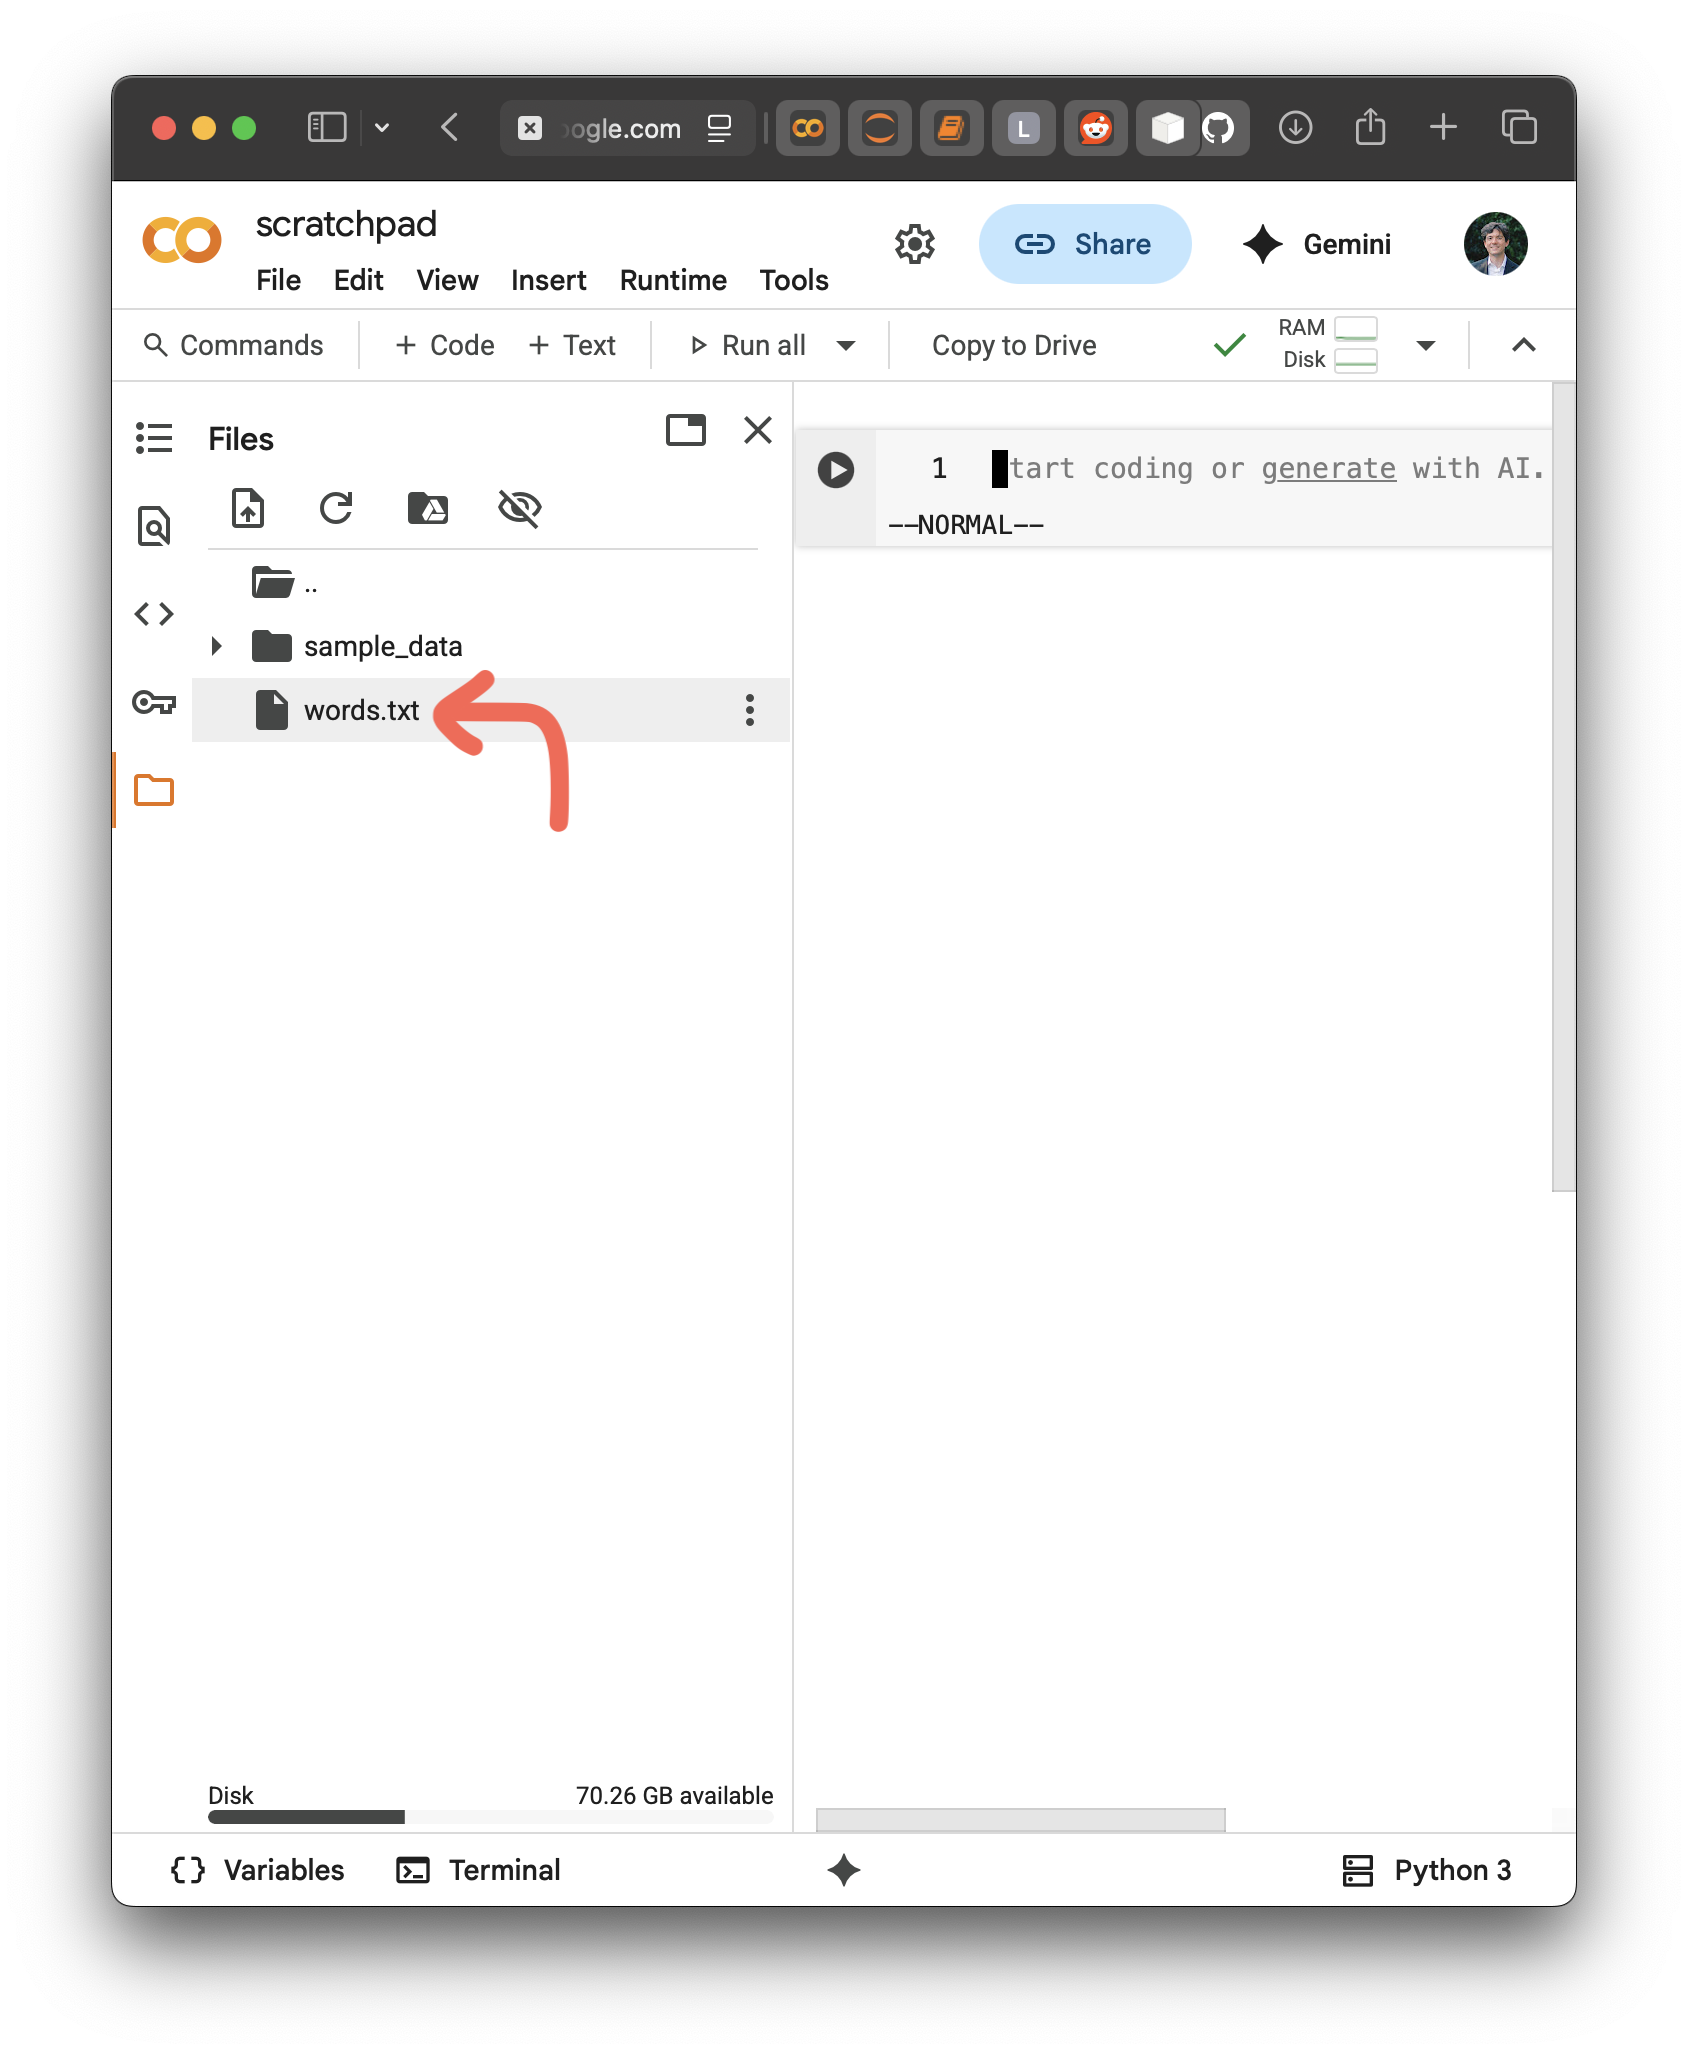 oogle.com
L
scratchpad
File Edit View Insert Runtime Tools
Share
Gemini
Commands + Code + Text Run all Copy to Drive
RAM
Disk
Files
1 tart coding or generate with AI.
--NORMAL--
..
sample_data
words.txt
Disk 70.26 GB available
{} Variables Terminal Python 3